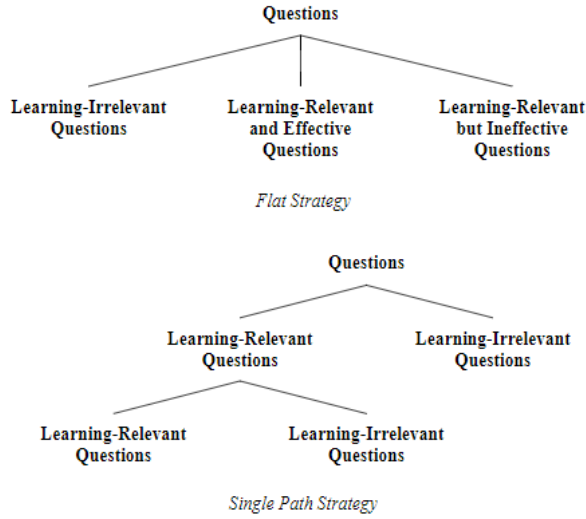 Questions
Learning-Irrelevant Learning-Relevant Learning-Relevant
Questions and Effective but Ineffective
Questions Questions
Flat Strategy
Questions
Learning-Relevant Learning-Irrelevant
Questions Questions
Learning-Relevant Learning-Irrelevant
Questions Questions
Single Path Strategy